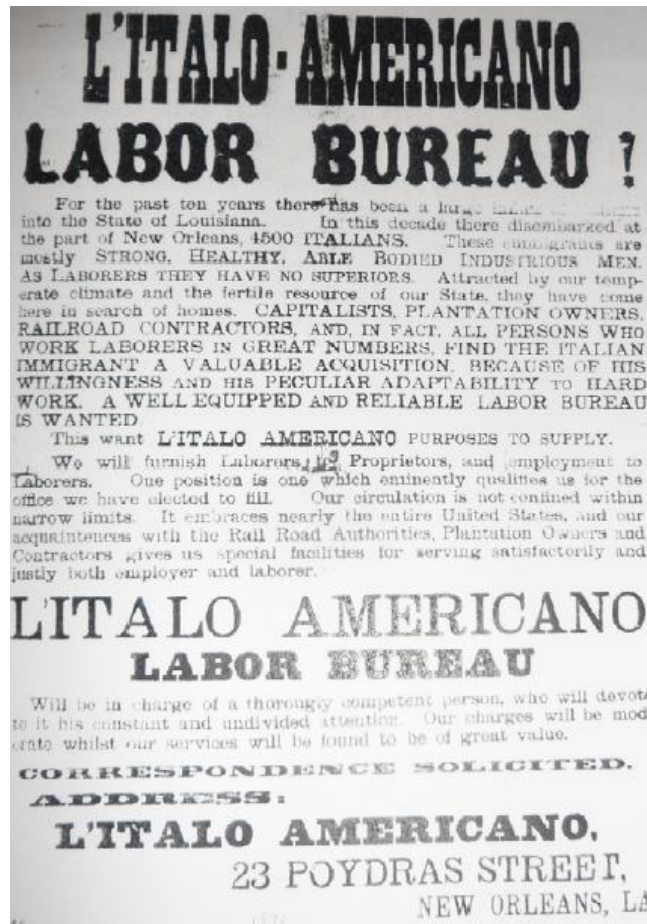 L'ITALO-AMERICANO
LABOR BUREAU!
For the past ten years there has been a large
into the State of Louisiana. In this decade there disembarked at
the part of New Orleans, 4500 ITALIANS. These emmigrants are
mostly STRONG, HEALTHY, ABLE BODIED INDUSTRIOUS MEN.
AS LABORERS THEY HAVE NO SUPERIORS. Attracted by our temp-
erate climate and the fertile resource of our State, they have come
here in search of homes. CAPITALISTS, PLANTATION OWNERS,
RAILROAD CONTRACTORS, AND, IN FACT, ALL PERSONS WHO
WORK LABORERS IN GREAT NUMBERS, FIND THE ITALIAN
IMMIGRANT A VALUABLE ACQUISITION, BECAUSE OF HIS
WILLINGNESS AND HIS PECULIAR ADAPTABILITY TO HARD
WORK. A WELL EQUIPPED AND RELIABLE LABOR BUREAU
IS WANTED
This want L'ITALO AMERICANO PURPOSES TO SUPPLY.
We will furnish Laborers, to Proprietors, and employment to
Laborers. Our position is one which eminently qualifies us for the
office we have elected to fill. Our circulation is not confined within
narrow limits. It embraces nearly the entire United States, and our
acquaintences with the Rail Road Authorities, Plantation Owners and
Contractors gives us special facilities for serving satisfactorily and
justly both employer and laborer.
L'ITALO AMERICANO
LABOR BUREAU
Will be in charge of a thorougly competent person, who will devote
to it his constant and undivided attention. Our charges will be mod
erate whilst our services will be found to be of great value.
CORRESPONDENCE SOLICITED.
ADDRESS:
L'ITALO AMERICANO,
23 POYDRAS STREET,
NEW ORLEANS, LA